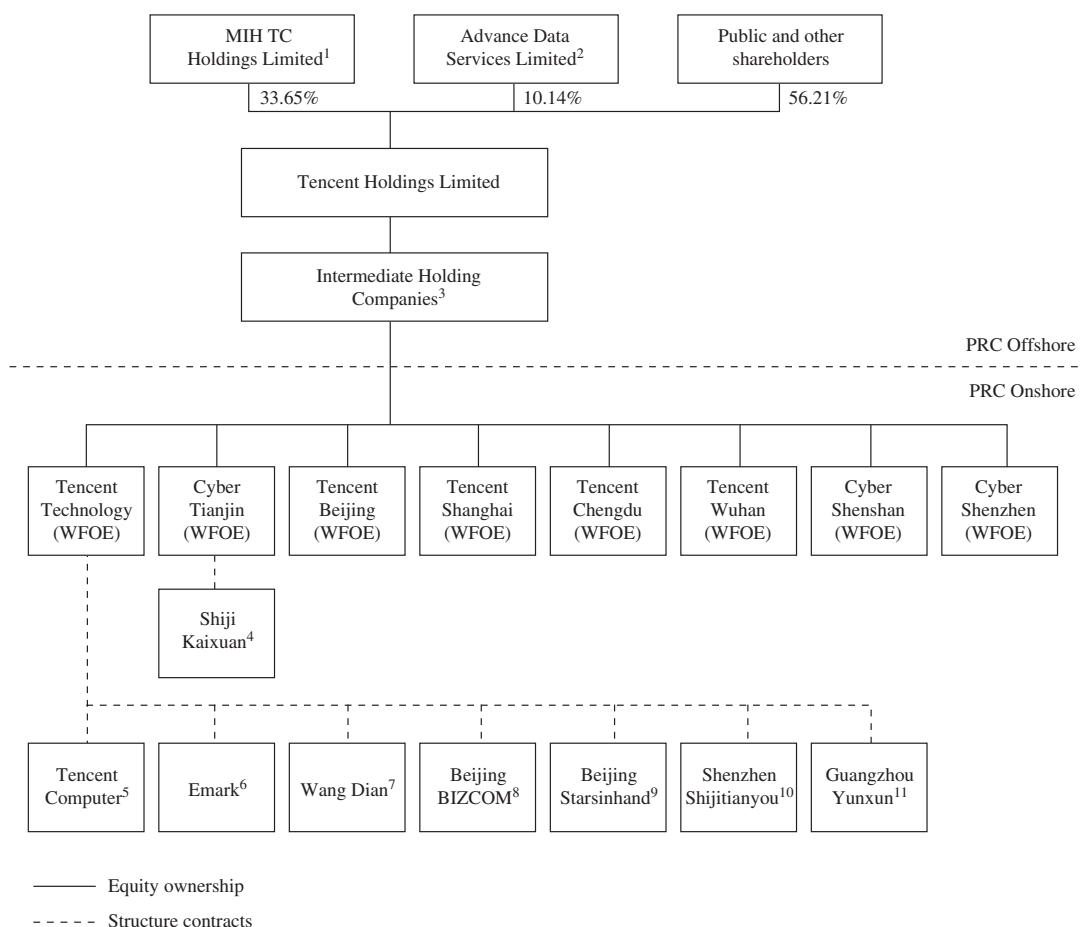 MIH TC
Holdings Limited1
Advance Data
Services Limited2
Public and other
shareholders
33.65%
10.14%
56.21%
Tencent Holdings Limited
Intermediate Holding
Companies3
PRC Offshore
PRC Onshore
Tencent
Technology
(WFOE)
Cyber
Tianjin
(WFOE)
Tencent
Beijing
(WFOE)
Tencent
Shanghai
(WFOE)
Tencent
Chengdu
(WFOE)
Tencent
Wuhan
(WFOE)
Cyber
Shenshan
(WFOE)
Cyber
Shenzhen
(WFOE)
Shiji
Kaixuan4
Tencent
Computer5
Emark6
Wang Dian7
Beijing
BIZCOM8
Beijing
Starsinhand9
Shenzhen
Shijitianyou10
Guangzhou
Yunxun11
Equity ownership
Structure contracts